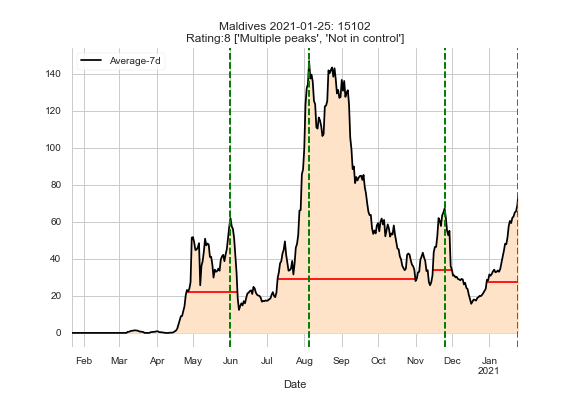 Maldives 2021-01-25: 15102
Rating:8 ['Multiple peaks', 'Not in control']
Average-7d
140
120
100
80
60
40
20
0
Feb Mar Apr May Jun Jul Aug Sep Oct Nov Dec Jan
2021
Date